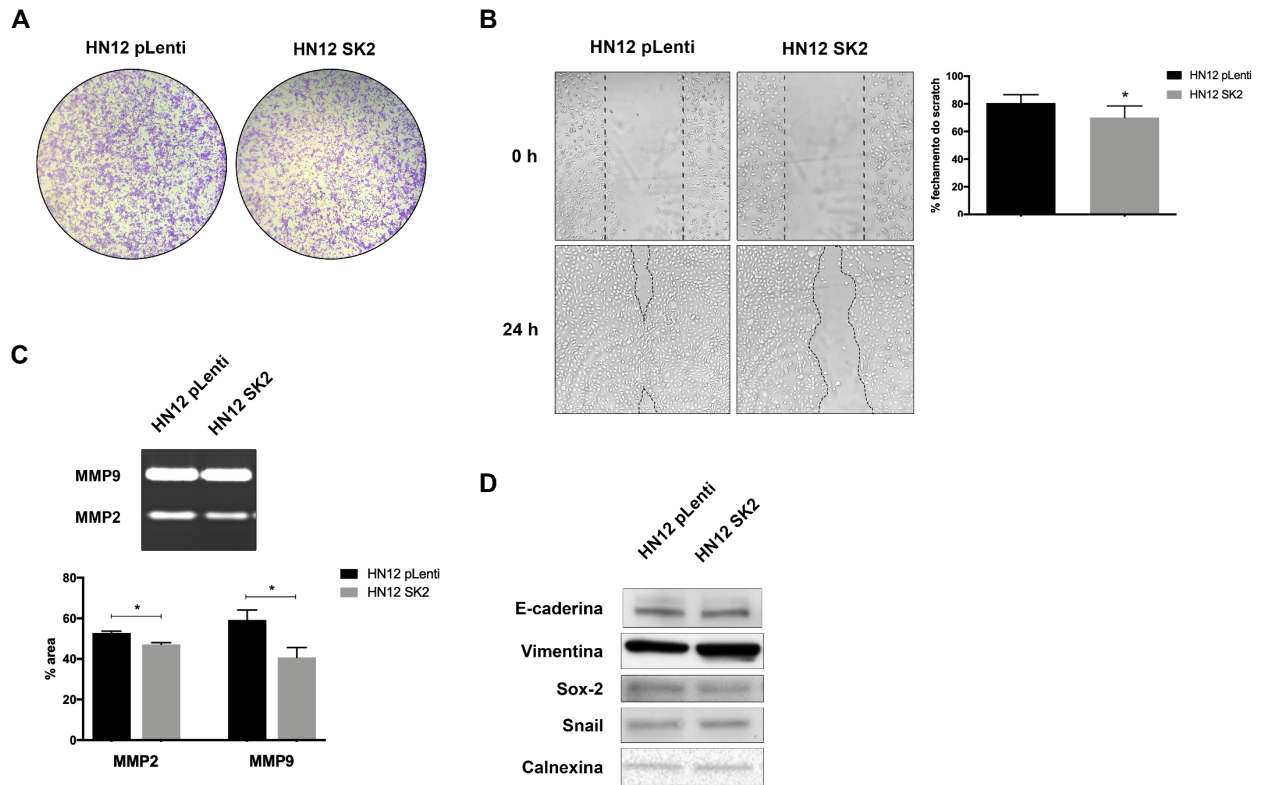 A
HN12 pLenti
HN12 SK2
B
HN12 pLenti
HN12 SK2
0 h
24 h
% fechamento do scratch
100
80
60
40
20
0
*
HN12 pLenti
HN12 SK2
C
HN12 pLenti
HN12 SK2
MMP9
MMP2
% area
80
60
40
20
0
*
*
MMP2
MMP9
HN12 pLenti
HN12 SK2
D
HN12 pLenti
HN12 SK2
E-caderina
Vimentina
Sox-2
Snail
Calnexina